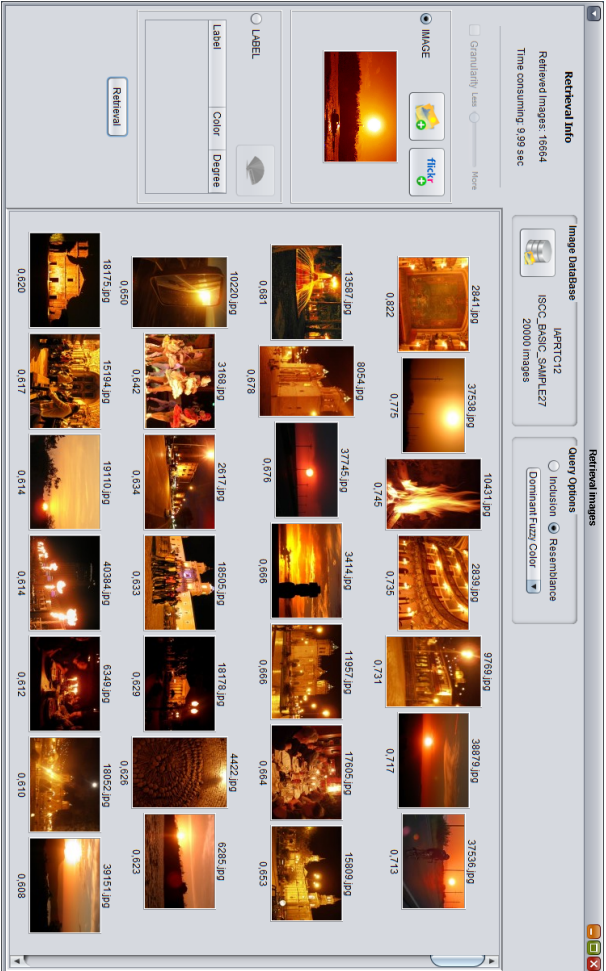 Retrieval images
Retrieval Info
Retrieved Images: 16664
Time consuming: 9,99 sec
Image DataBase
IAPRTC12
ISCC_BASIC_SAMPLE27
20000 images
Query Options
Inclusion Resemblance
Dominant Fuzzy Color
Granularity Less More
IMAGE
flickr
LABEL
Label Color Degree
Retrieval
2841.jpg 37538.jpg 10431.jpg 2839.jpg 9769.jpg 38879.jpg 37536.jpg
0,822 0,775 0,745 0,735 0,731 0,717 0,713
13587.jpg 8054.jpg 37745.jpg 3414.jpg 11957.jpg 17605.jpg 15809.jpg
0,681 0,678 0,676 0,666 0,666 0,664 0,653
10220.jpg 3168.jpg 2617.jpg 18505.jpg 18178.jpg 4422.jpg 6285.jpg
0,650 0,642 0,634 0,633 0,629 0,626 0,623
18175.jpg 15194.jpg 19110.jpg 40384.jpg 6349.jpg 18052.jpg 39151.jpg
0,620 0,617 0,614 0,614 0,612 0,610 0,608